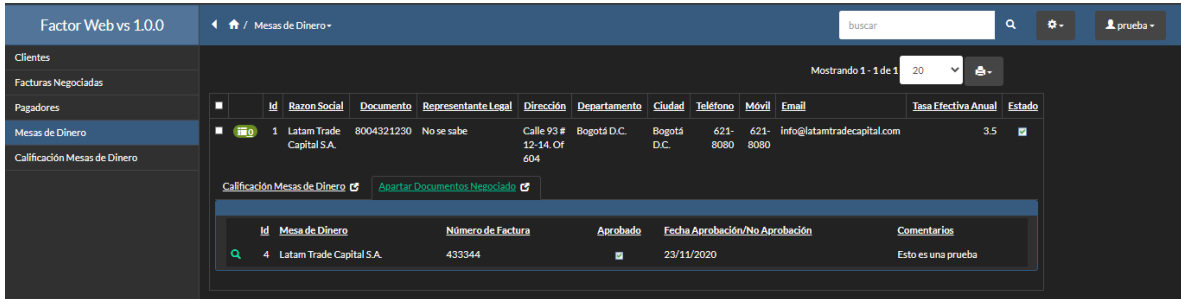 Factor Web vs 1.0.0
/ Mesas de Dinero
buscar
prueba
Clientes
Facturas Negociadas
Pagadores
Mesas de Dinero
Calificación Mesas de Dinero
Mostrando 1 - 1 de 1 20
Id Razon Social Documento Representante Legal Dirección Departamento Ciudad Teléfono Móvil Email Tasa Efectiva Anual Estado
0 1 Latam Trade 8004321230 No se sabe Calle 93 # Bogotá D.C. Bogotá 621- 621- info@latamtradecapital.com 3.5
Capital S.A. 12-14. Of D.C. 8080 8080
604
Calificación Mesas de Dinero Apartar Documentos Negociado
Id Mesa de Dinero Número de Factura Aprobado Fecha Aprobación/No Aprobación Comentarios
4 Latam Trade Capital S.A. 433344 23/11/2020 Esto es una prueba